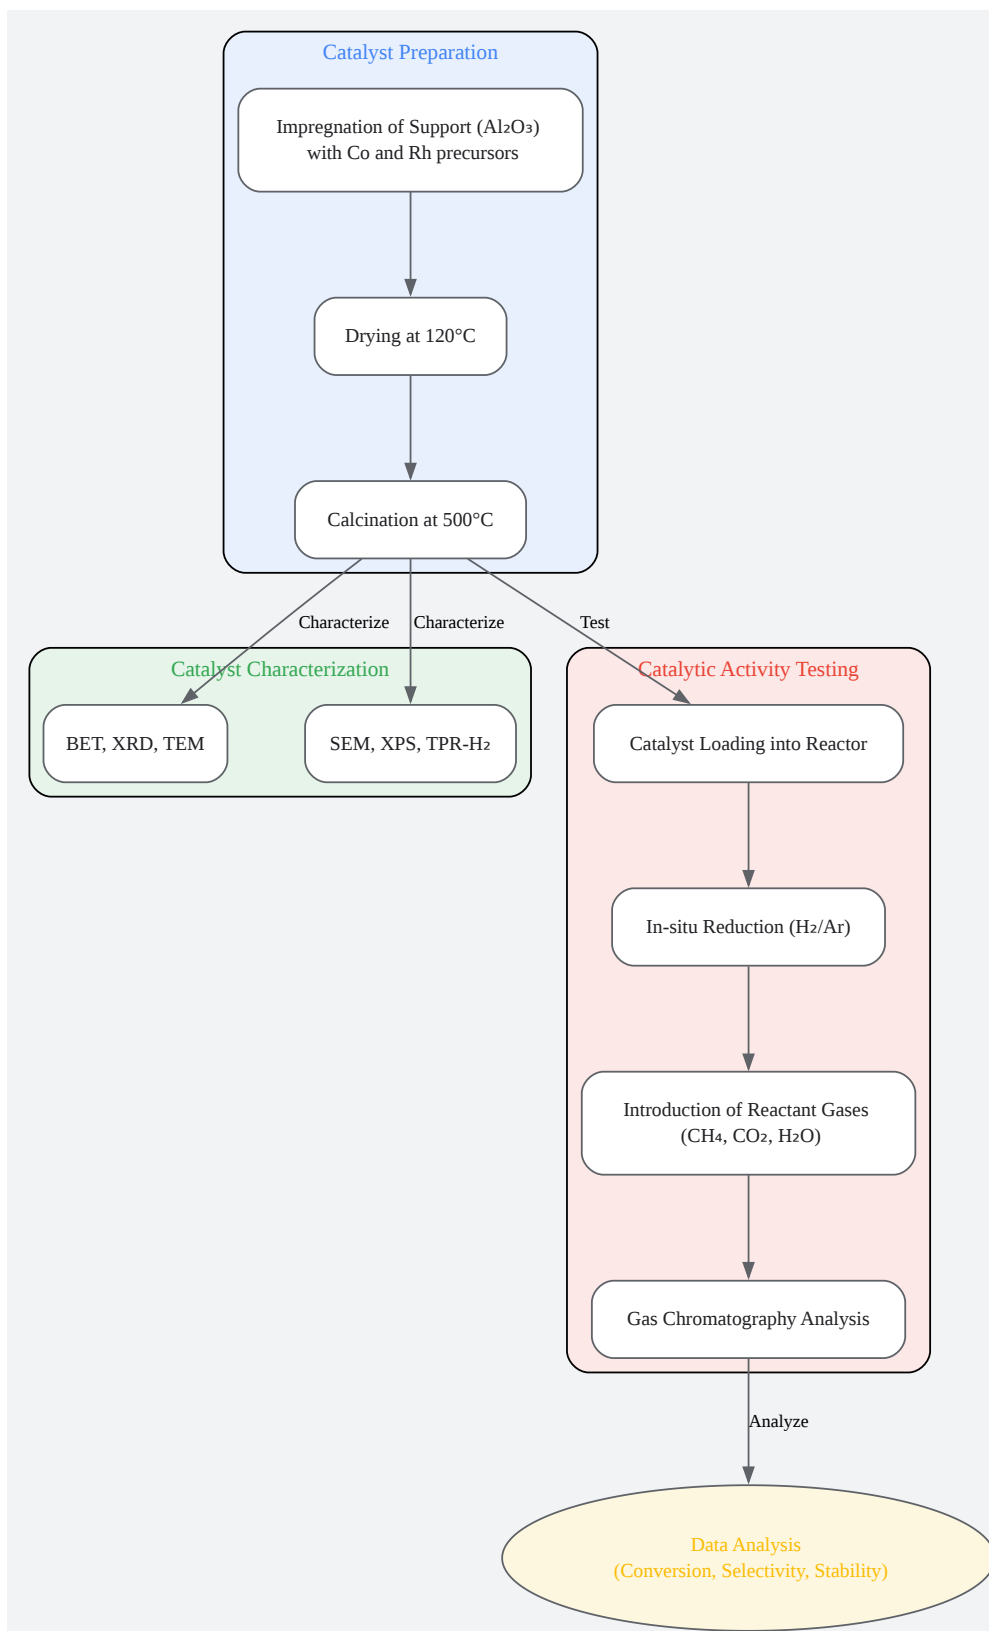 Catalyst Preparation
Impregnation of Support (Al₂O₃)
with Co and Rh precursors
Drying at 120°C
Calcination at 500°C
Characterize
Characterize
Test
Catalyst Characterization
BET, XRD, TEM
SEM, XPS, TPR-H₂
Catalytic Activity Testing
Catalyst Loading into Reactor
In-situ Reduction (H₂/Ar)
Introduction of Reactant Gases
(CH₄, CO₂, H₂O)
Gas Chromatography Analysis
Analyze
Data Analysis
(Conversion, Selectivity, Stability)